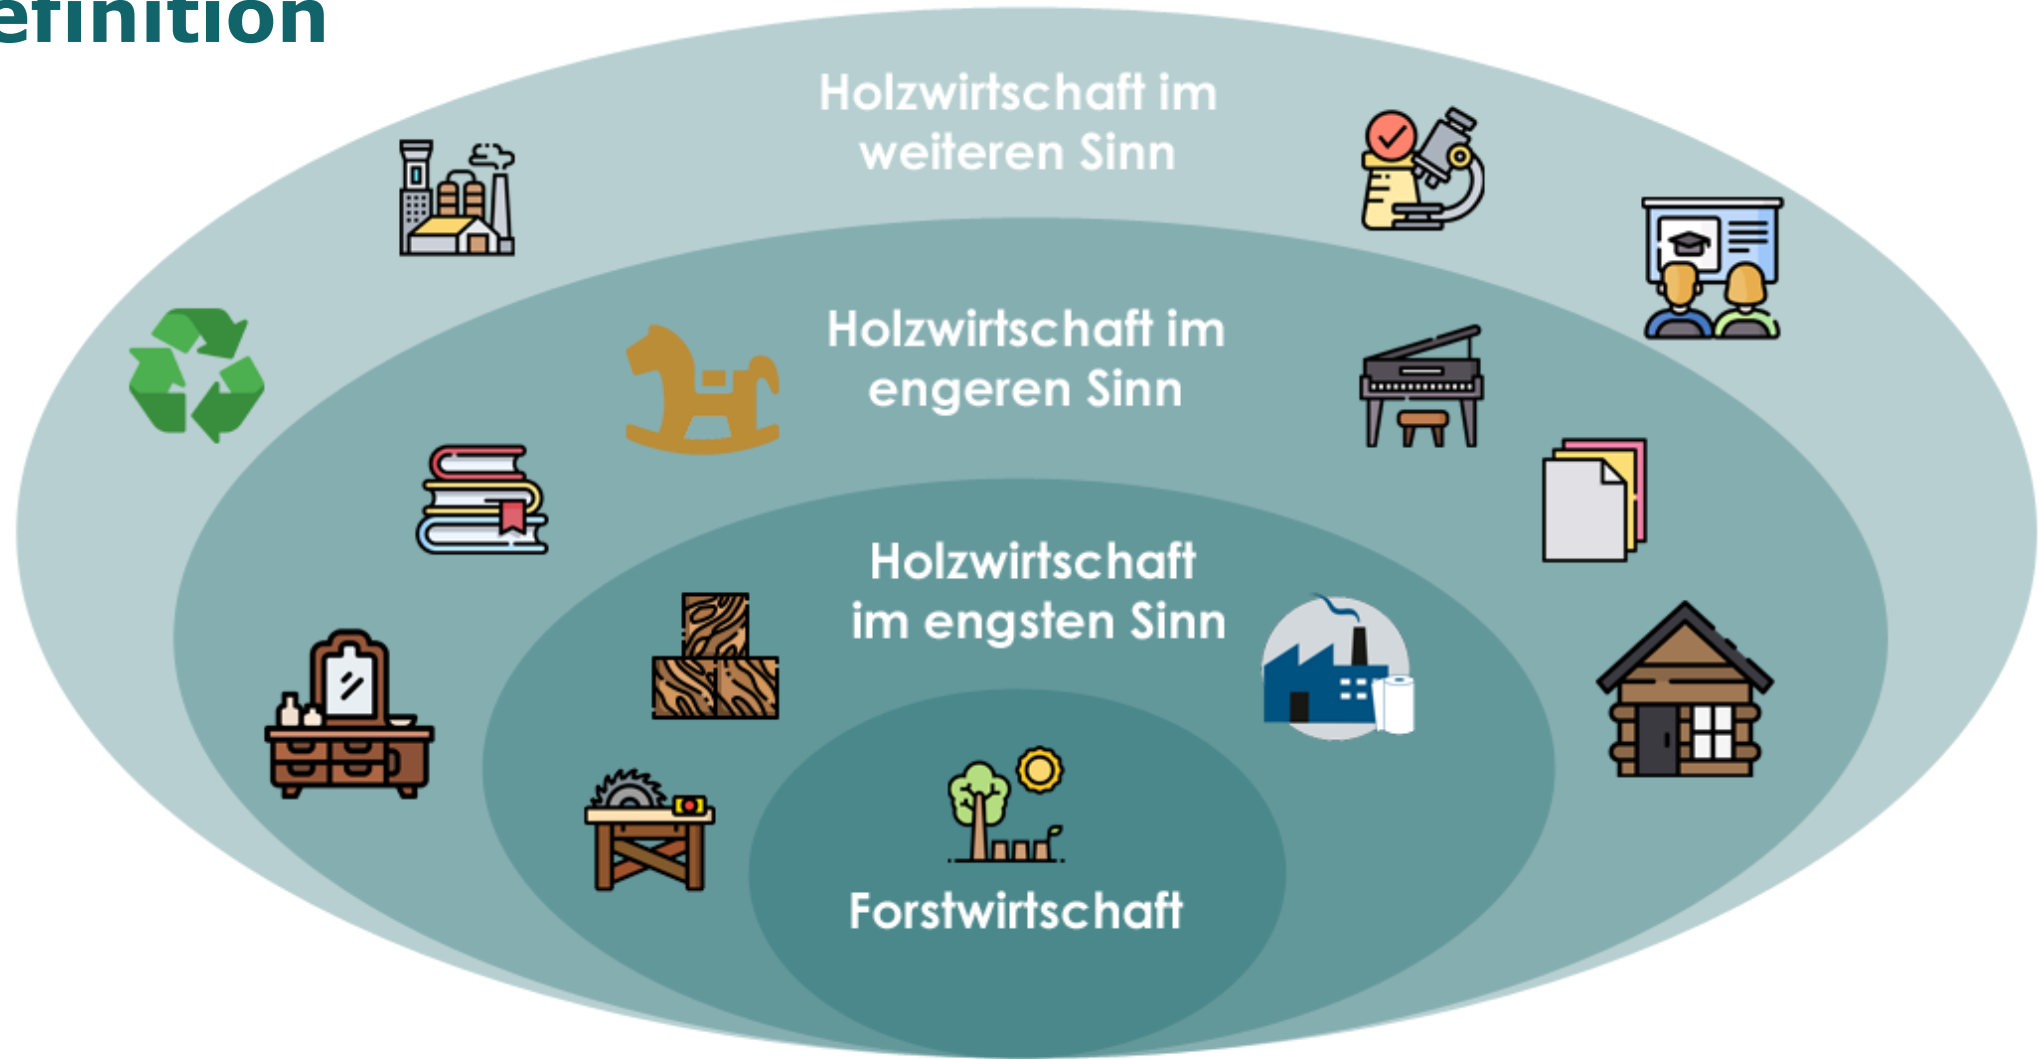 efinition
Holzwirtschaft im
weiteren Sinn
Holzwirtschaft im
engeren Sinn
Holzwirtschaft
im engsten Sinn
Forstwirtschaft